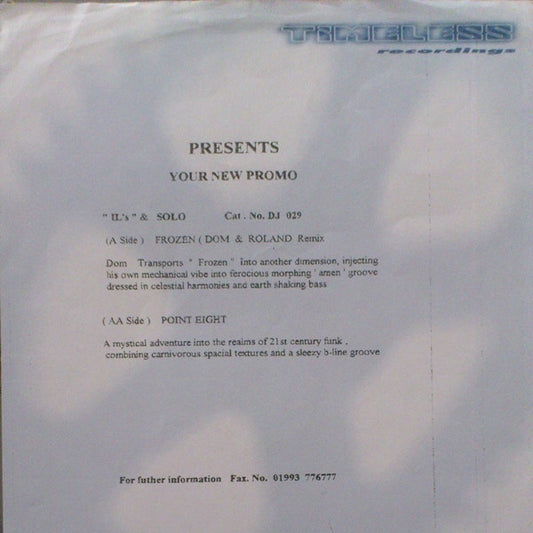 TIMELESS
recordings
PRESENTS
YOUR NEW PROMO
" IL's " & SOLO Cat . No. DJ 029
(A Side ) FROZEN ( DOM & ROLAND Remix
Dom Transports " Frozen " Into another dimension, injecting
his own mechanical vibe into ferocious morphing ' amen ' groove
dressed in celestial harmonies and earth shaking bass
( AA Side ) POINT EIGHT
A mystical adventure into the realms of 21st century funk .
combining carnivorous spacial textures and a sleezy b-line groove
For futher information Fax. No. 01993 776777